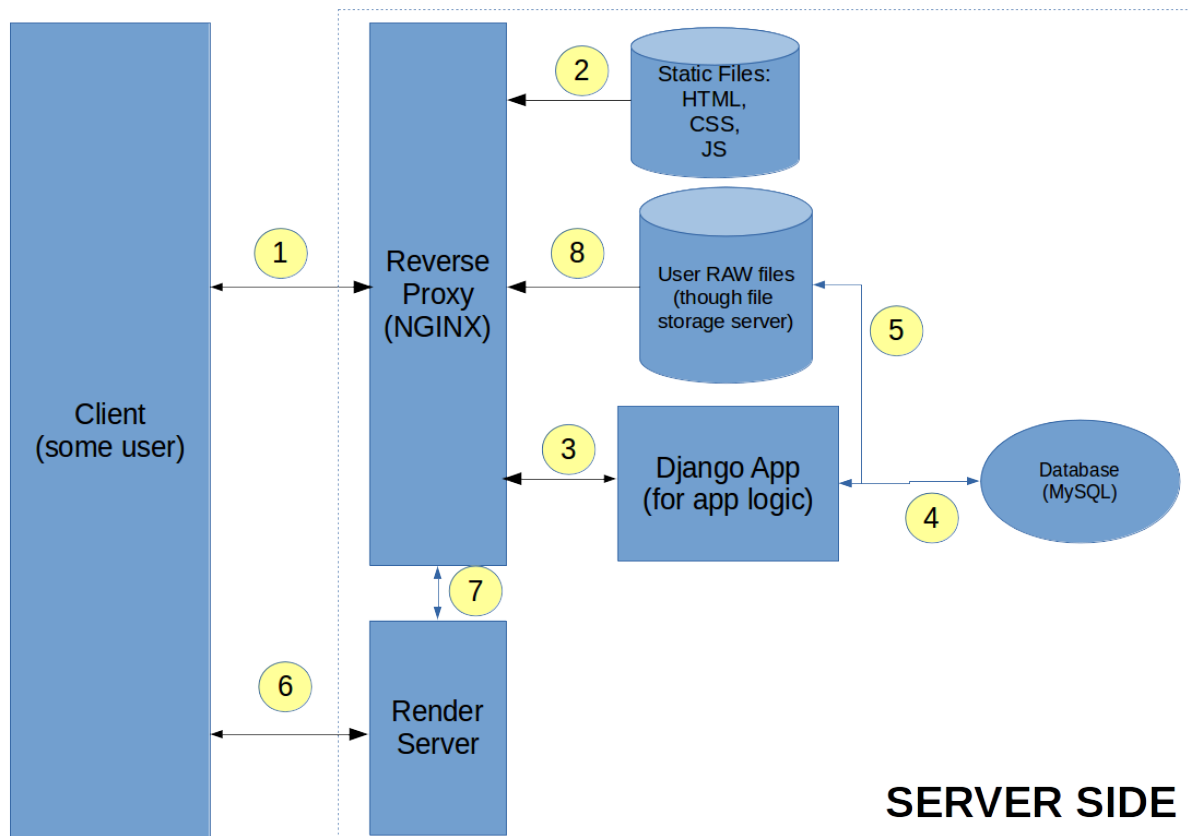 Client
(some user)
1
Reverse
Proxy
(NGINX)
2
Static Files:
HTML,
CSS,
JS
8
User RAW files
(though file
storage server)
5
3
Django App
(for app logic)
4
Database
(MySQL)
7
6
Render
Server
SERVER SIDE